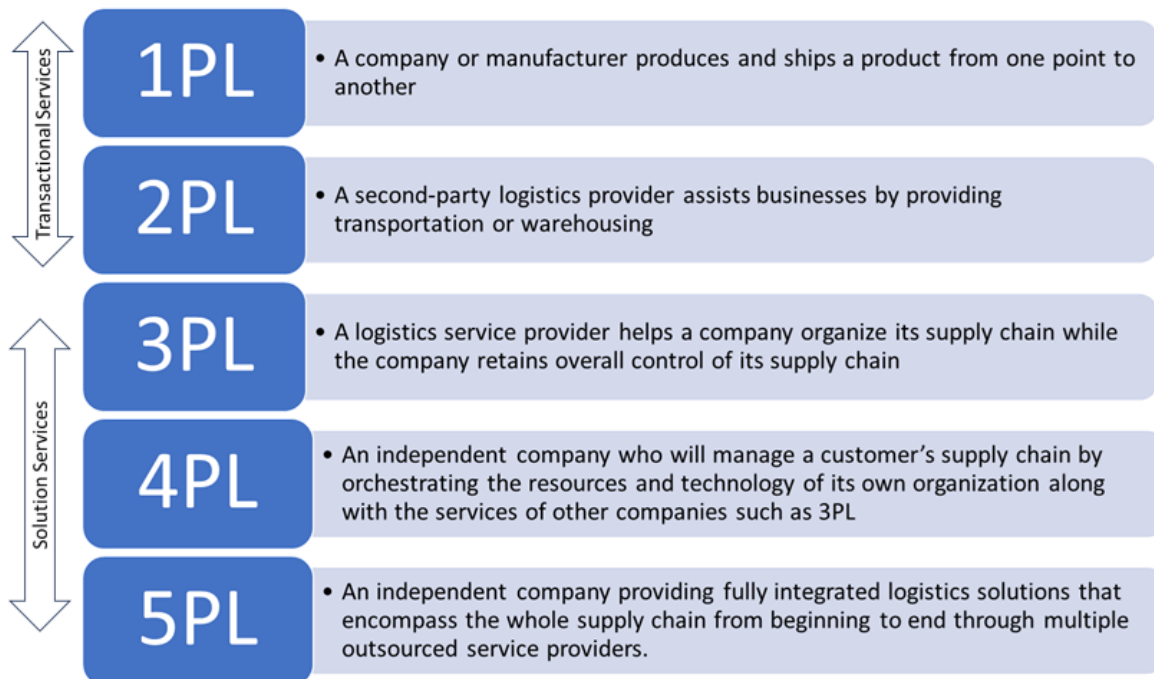 Transactional Services
1PL
• A company or manufacturer produces and ships a product from one point to
another
2PL
• A second-party logistics provider assists businesses by providing
transportation or warehousing
Solution Services
3PL
• A logistics service provider helps a company organize its supply chain while
the company retains overall control of its supply chain
4PL
• An independent company who will manage a customer’s supply chain by
orchestrating the resources and technology of its own organization along
with the services of other companies such as 3PL
5PL
• An independent company providing fully integrated logistics solutions that
encompass the whole supply chain from beginning to end through multiple
outsourced service providers.